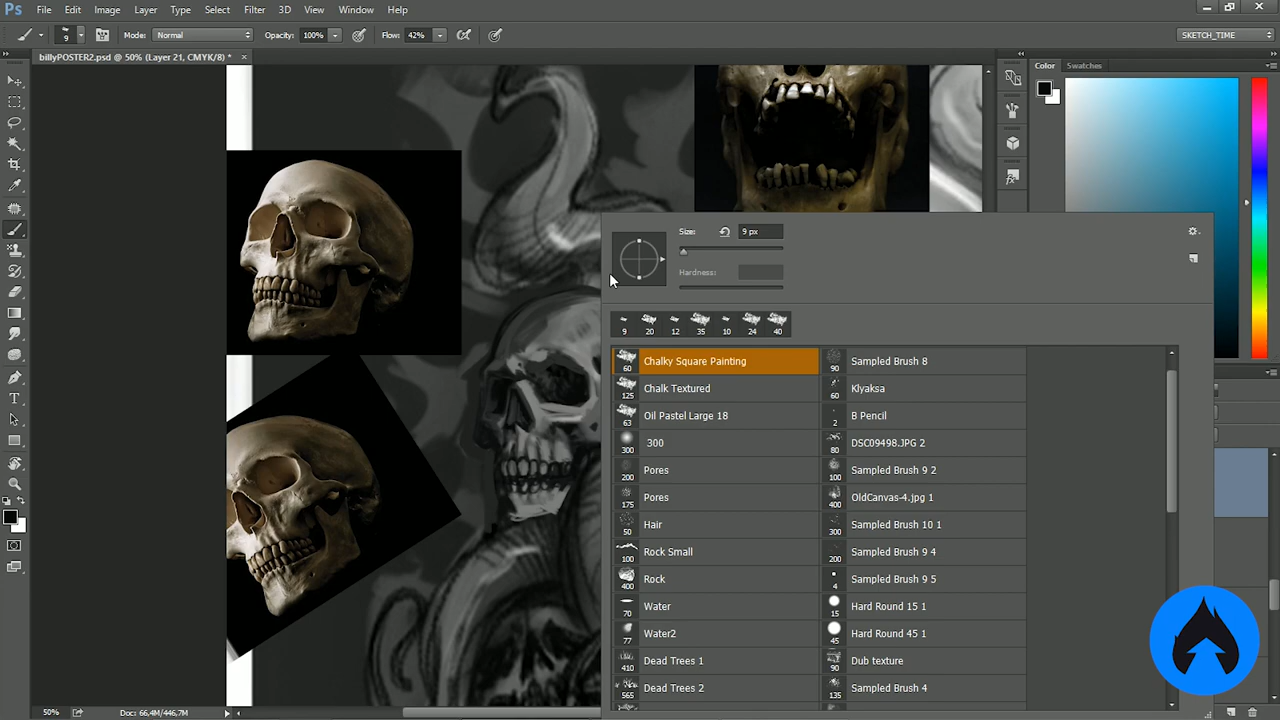 Ps File Edit Image Layer Type Select Filter 3D View Window Help
9 Mode: Normal Opacity: 100% Flow: 42% SKETCH_TIME
billyPOSTER2.psd @ 50% (Layer 21, CMYK/8) *
Color Swatches
Size: 9 px
Hardness:
9 20 12 35 10 24 40
60 Chalky Square Painting 90 Sampled Brush 8
125 Chalk Textured 60 Klyaksa
63 Oil Pastel Large 18 2 B Pencil
300 300 80 DSC09498.JPG 2
200 Pores 100 Sampled Brush 9 2
175 Pores 400 OldCanvas-4.jpg 1
50 Hair 300 Sampled Brush 10 1
100 Rock Small 200 Sampled Brush 9 4
400 Rock 4 Sampled Brush 9 5
70 Water 15 Hard Round 15 1
77 Water2 45 Hard Round 45 1
410 Dead Trees 1 90 Dub texture
565 Dead Trees 2 135 Sampled Brush 4
50% Doc: 66.4M/446,7M